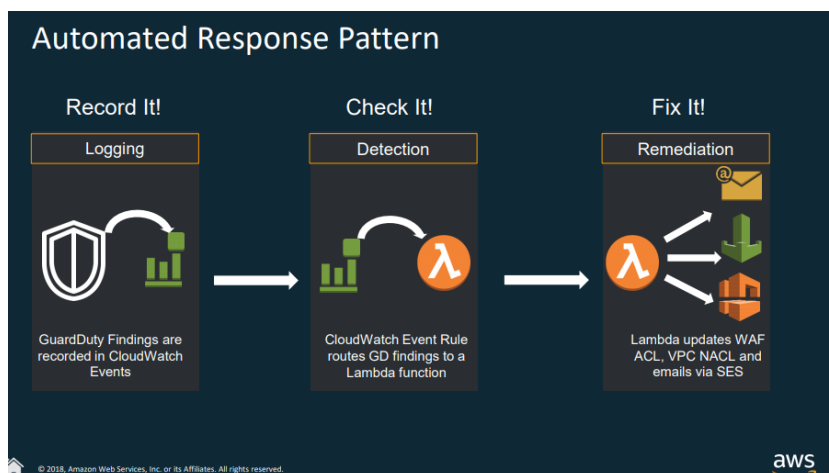 Automated Response Pattern
Record It!
Logging
GuardDuty Findings are
recorded in CloudWatch
Events
Check It!
Detection
CloudWatch Event Rule
routes GD findings to a
Lambda function
Fix It!
Remediation
@
λ
λ
Lambda updates WAF
ACL, VPC NACL and
emails via SES
© 2018, Amazon Web Services, Inc. or its Affiliates. All rights reserved.
aws